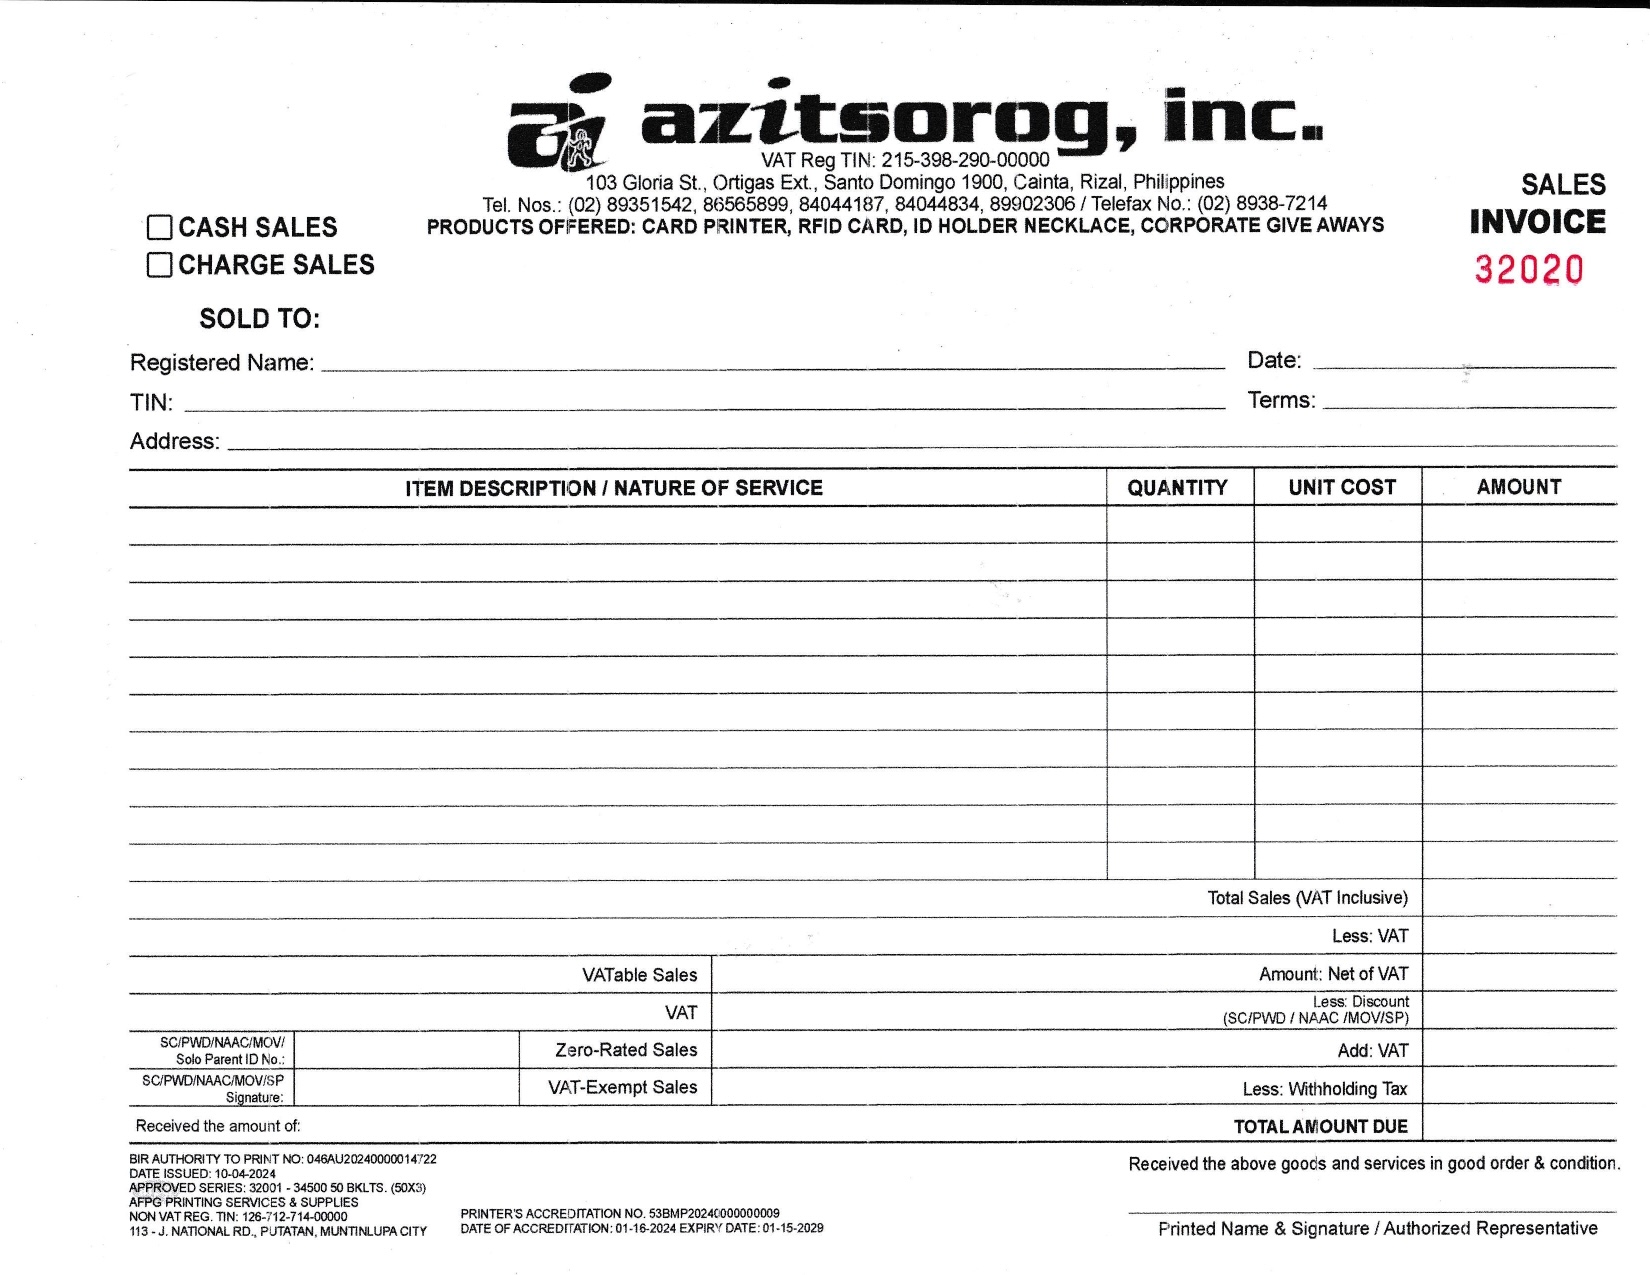 ai azitsorog, inc.
VAT Reg TIN: 215-398-290-00000
103 Gloria St., Ortigas Ext., Santo Domingo 1900, Cainta, Rizal, Philippines
Tel. Nos.: (02) 89351542, 86565899, 84044187, 84044834, 89902306 / Telefax No.: (02) 8938-7214
PRODUCTS OFFERED: CARD PRINTER, RFID CARD, ID HOLDER NECKLACE, CORPORATE GIVE AWAYS
SALES
INVOICE
32020
CASH SALES
CHARGE SALES
SOLD TO:
Registered Name: Date:
TIN: Terms:
Address:
ITEM DESCRIPTION / NATURE OF SERVICE QUANTITY UNIT COST AMOUNT
Total Sales (VAT Inclusive)
Less: VAT
VATable Sales Amount: Net of VAT
VAT Less: Discount
(SC/PWD / NAAC /MOV/SP)
SC/PWD/NAAC/MOV/
Solo Parent ID No.: Zero-Rated Sales Add: VAT
SC/PWD/NAAC/MOV/SP
Signature: VAT-Exempt Sales Less: Withholding Tax
Received the amount of: TOTAL AMOUNT DUE
BIR AUTHORITY TO PRINT NO: 046AU20240000014722
DATE ISSUED: 10-04-2024
APPROVED SERIES: 32001 - 34500 50 BKLTS. (50X3)
AFPG PRINTING SERVICES & SUPPLIES
NON VAT REG. TIN: 126-712-714-00000
113 - J. NATIONAL RD., PUTATAN, MUNTINLUPA CITY
PRINTER'S ACCREDITATION NO. 53BMP20240000000009
DATE OF ACCREDITATION: 01-16-2024 EXPIRY DATE: 01-15-2029
Received the above goods and services in good order & condition.
Printed Name & Signature / Authorized Representative